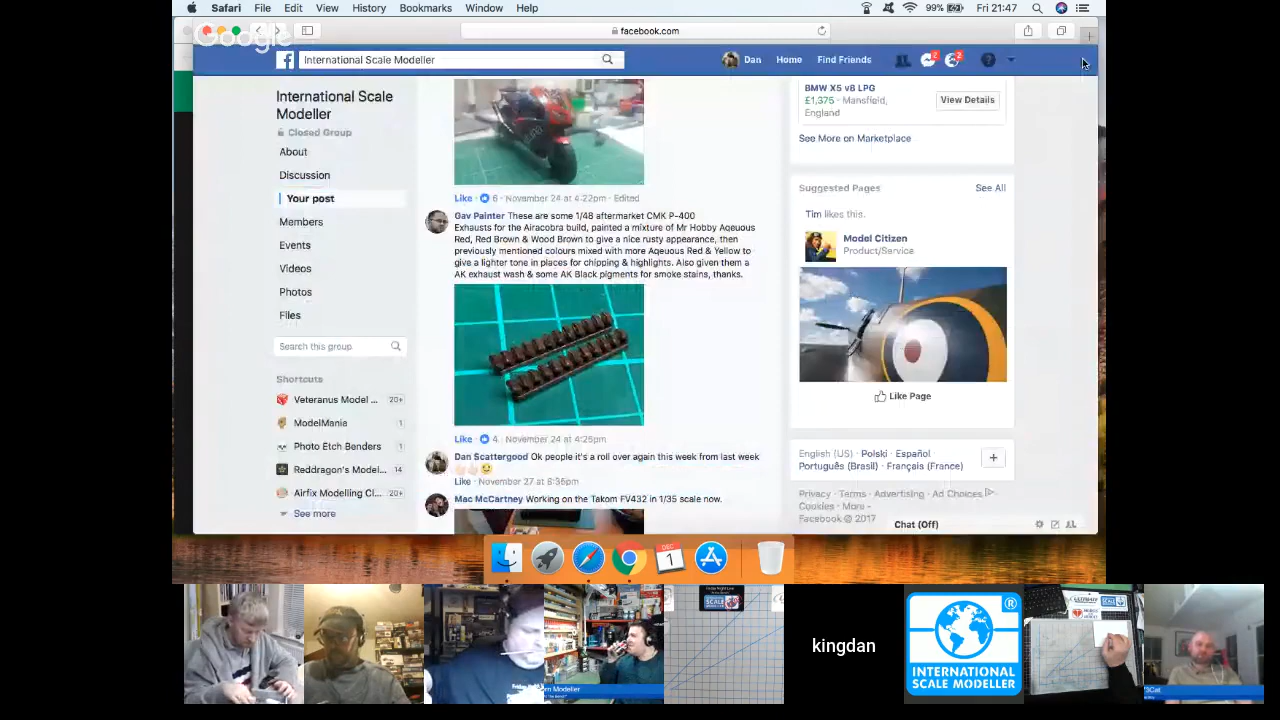 Safari File Edit View History Bookmarks Window Help
99% Fri 21:47
Google
facebook.com
International Scale Modeller
Dan Home Find Friends 2 2
International Scale
Modeller
Closed Group
About
Discussion
Your post
Members
Events
Videos
Photos
Files
Search this group
Shortcuts
Veteranus Model ... 20+
ModelMania 1
Photo Etch Benders 1
Reddragon's Model... 14
Airfix Modelling Cl... 20+
See more
Like 6 · November 24 at 4:22pm · Edited
Gav Painter These are some 1/48 aftermarket CMK P-400
Exhausts for the Airacobra build, painted a mixture of Mr Hobby Aqeuous
Red, Red Brown & Wood Brown to give a nice rusty appearance, then
previously mentioned colours mixed with more Aqeuous Red & Yellow to
give a lighter tone in places for chipping & highlights. Also given them a
AK exhaust wash & some AK Black pigments for smoke stains, thanks.
Like 4 · November 24 at 4:26pm
Dan Scattergood Ok people it's a roll over again this week from last week
Like · November 27 at 8:35pm
Mac McCartney Working on the Takom FV432 in 1/35 scale now.
BMW X5 v8 LPG
£1,375 · Mansfield,
England
View Details
See More on Marketplace
Suggested Pages See All
Tim likes this.
Model Citizen
Product/Service
Like Page
English (US) · Polski · Español ·
Português (Brasil) · Français (France)
Privacy · Terms · Advertising · Ad Choices
Cookies · More
Facebook © 2017
Chat (Off)
DEC
1
SCALE
Modeller
kingdan
INTERNATIONAL
SCALE MODELLER
®